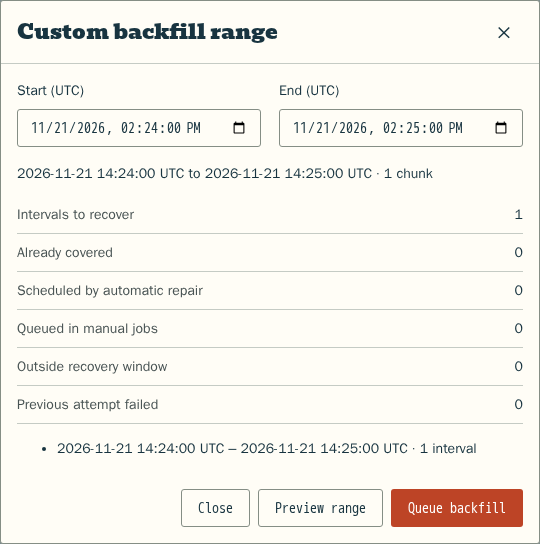 Custom backfill range
Start (UTC)
End (UTC)
11/21/2026, 02:24:00 PM
11/21/2026, 02:25:00 PM
2026-11-21 14:24:00 UTC to 2026-11-21 14:25:00 UTC · 1 chunk
Intervals to recover 1
Already covered 0
Scheduled by automatic repair 0
Queued in manual jobs 0
Outside recovery window 0
Previous attempt failed 0
• 2026-11-21 14:24:00 UTC — 2026-11-21 14:25:00 UTC · 1 interval
Close
Preview range
Queue backfill